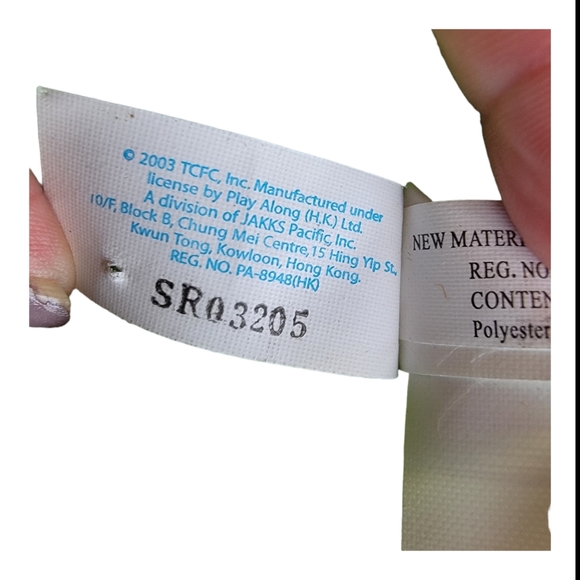 © 2003 TCFC, Inc. Manufactured under
license by Play Along (H.K.) Ltd.
A division of JAKKS Pacific, Inc.
10/F, Block B, Chung Mei Centre, 15 Hing Yip St.,
Kwun Tong, Kowloon, Hong Kong.
REG. NO. PA-8948(HK)
SR03205
NEW
REG. NO
Polyester